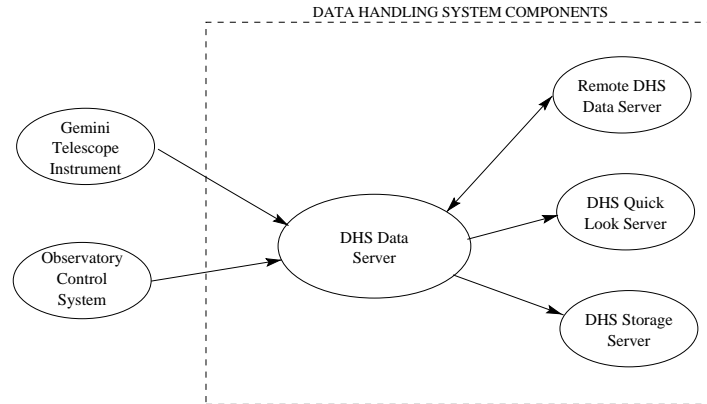 DATA HANDLING SYSTEM COMPONENTS
Gemini
Telescope
Instrument
Observatory
Control
System
DHS Data
Server
Remote DHS
Data Server
DHS Quick
Look Server
DHS Storage
Server